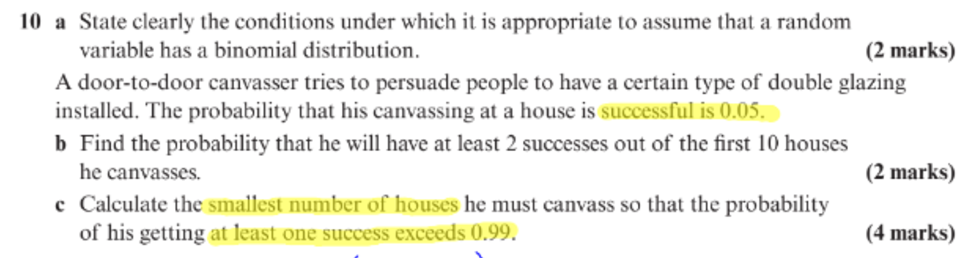 10 a State clearly the conditions under which it is appropriate to assume that a random
variable has a binomial distribution. (2 marks)
A door-to-door canvasser tries to persuade people to have a certain type of double glazing
installed. The probability that his canvassing at a house is successful is 0.05.
b Find the probability that he will have at least 2 successes out of the first 10 houses
he canvasses. (2 marks)
c Calculate the smallest number of houses he must canvass so that the probability
of his getting at least one success exceeds 0.99. (4 marks)